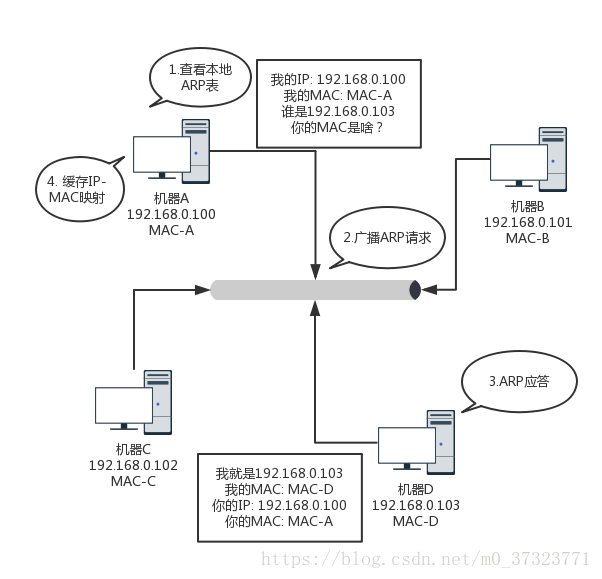 1.查看本地
ARP表
我的IP: 192.168.0.100
我的MAC: MAC-A
谁是192.168.0.103
你的MAC是啥？
4. 缓存IP-
MAC映射
机器A
192.168.0.100
MAC-A
机器B
192.168.0.101
MAC-B
2.广播ARP请求
3.ARP应答
机器C
192.168.0.102
MAC-C
我就是192.168.0.103
我的MAC: MAC-D
你的IP: 192.168.0.100
你的MAC: MAC-A
机器D
192.168.0.103
MAC-D
https://blog.csdn.net/m0_37323771